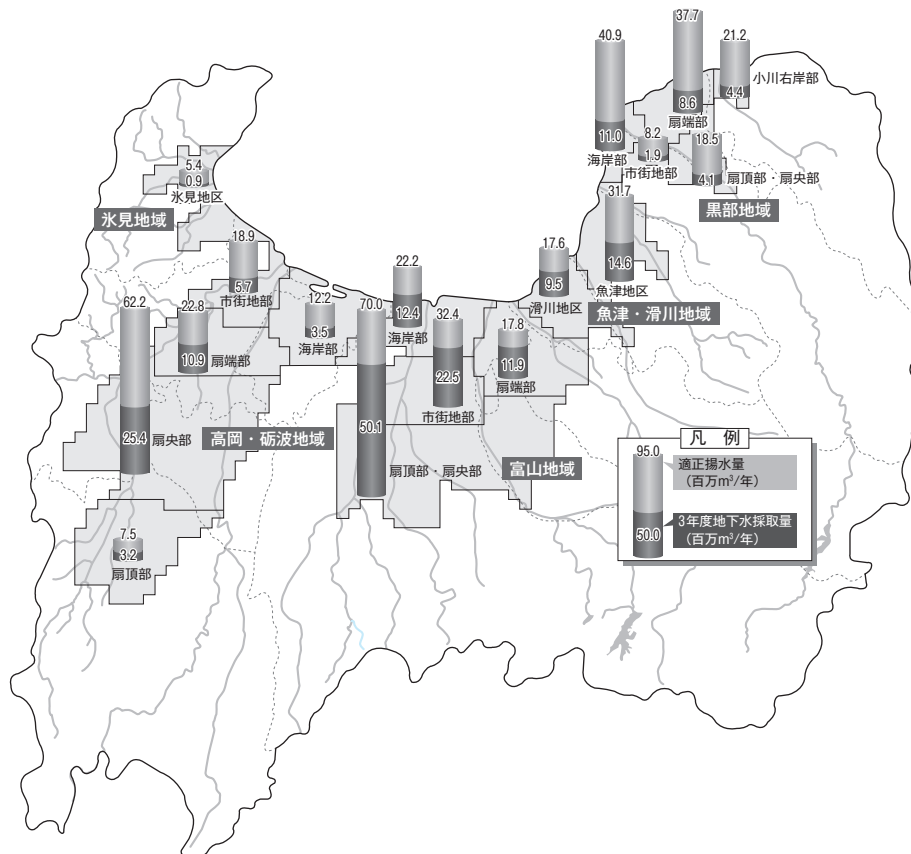 37.7
8.6
扇端部
21.2
4.4
小川右岸部
40.9
11.0
海岸部
8.2
1.9
市街地部
18.5
4.1
扇頂部・扇央部
黒部地域
5.4
0.9
氷見地区
氷見地域
31.7
14.6
魚津地区
17.6
9.5
滑川地区
魚津・滑川地域
18.9
5.7
市街地部
62.2
25.4
扇央部
22.8
10.9
扇端部
12.2
3.5
海岸部
7.5
3.2
扇頂部
高岡・砺波地域
70.0
50.1
扇頂部・扇央部
22.2
12.4
海岸部
32.4
22.5
市街地部
17.8
11.9
扇端部
富山地域
凡 例
95.0
適正揚水量
(百万m³/年)
3年度地下水採取量
(百万m³/年)
50.0